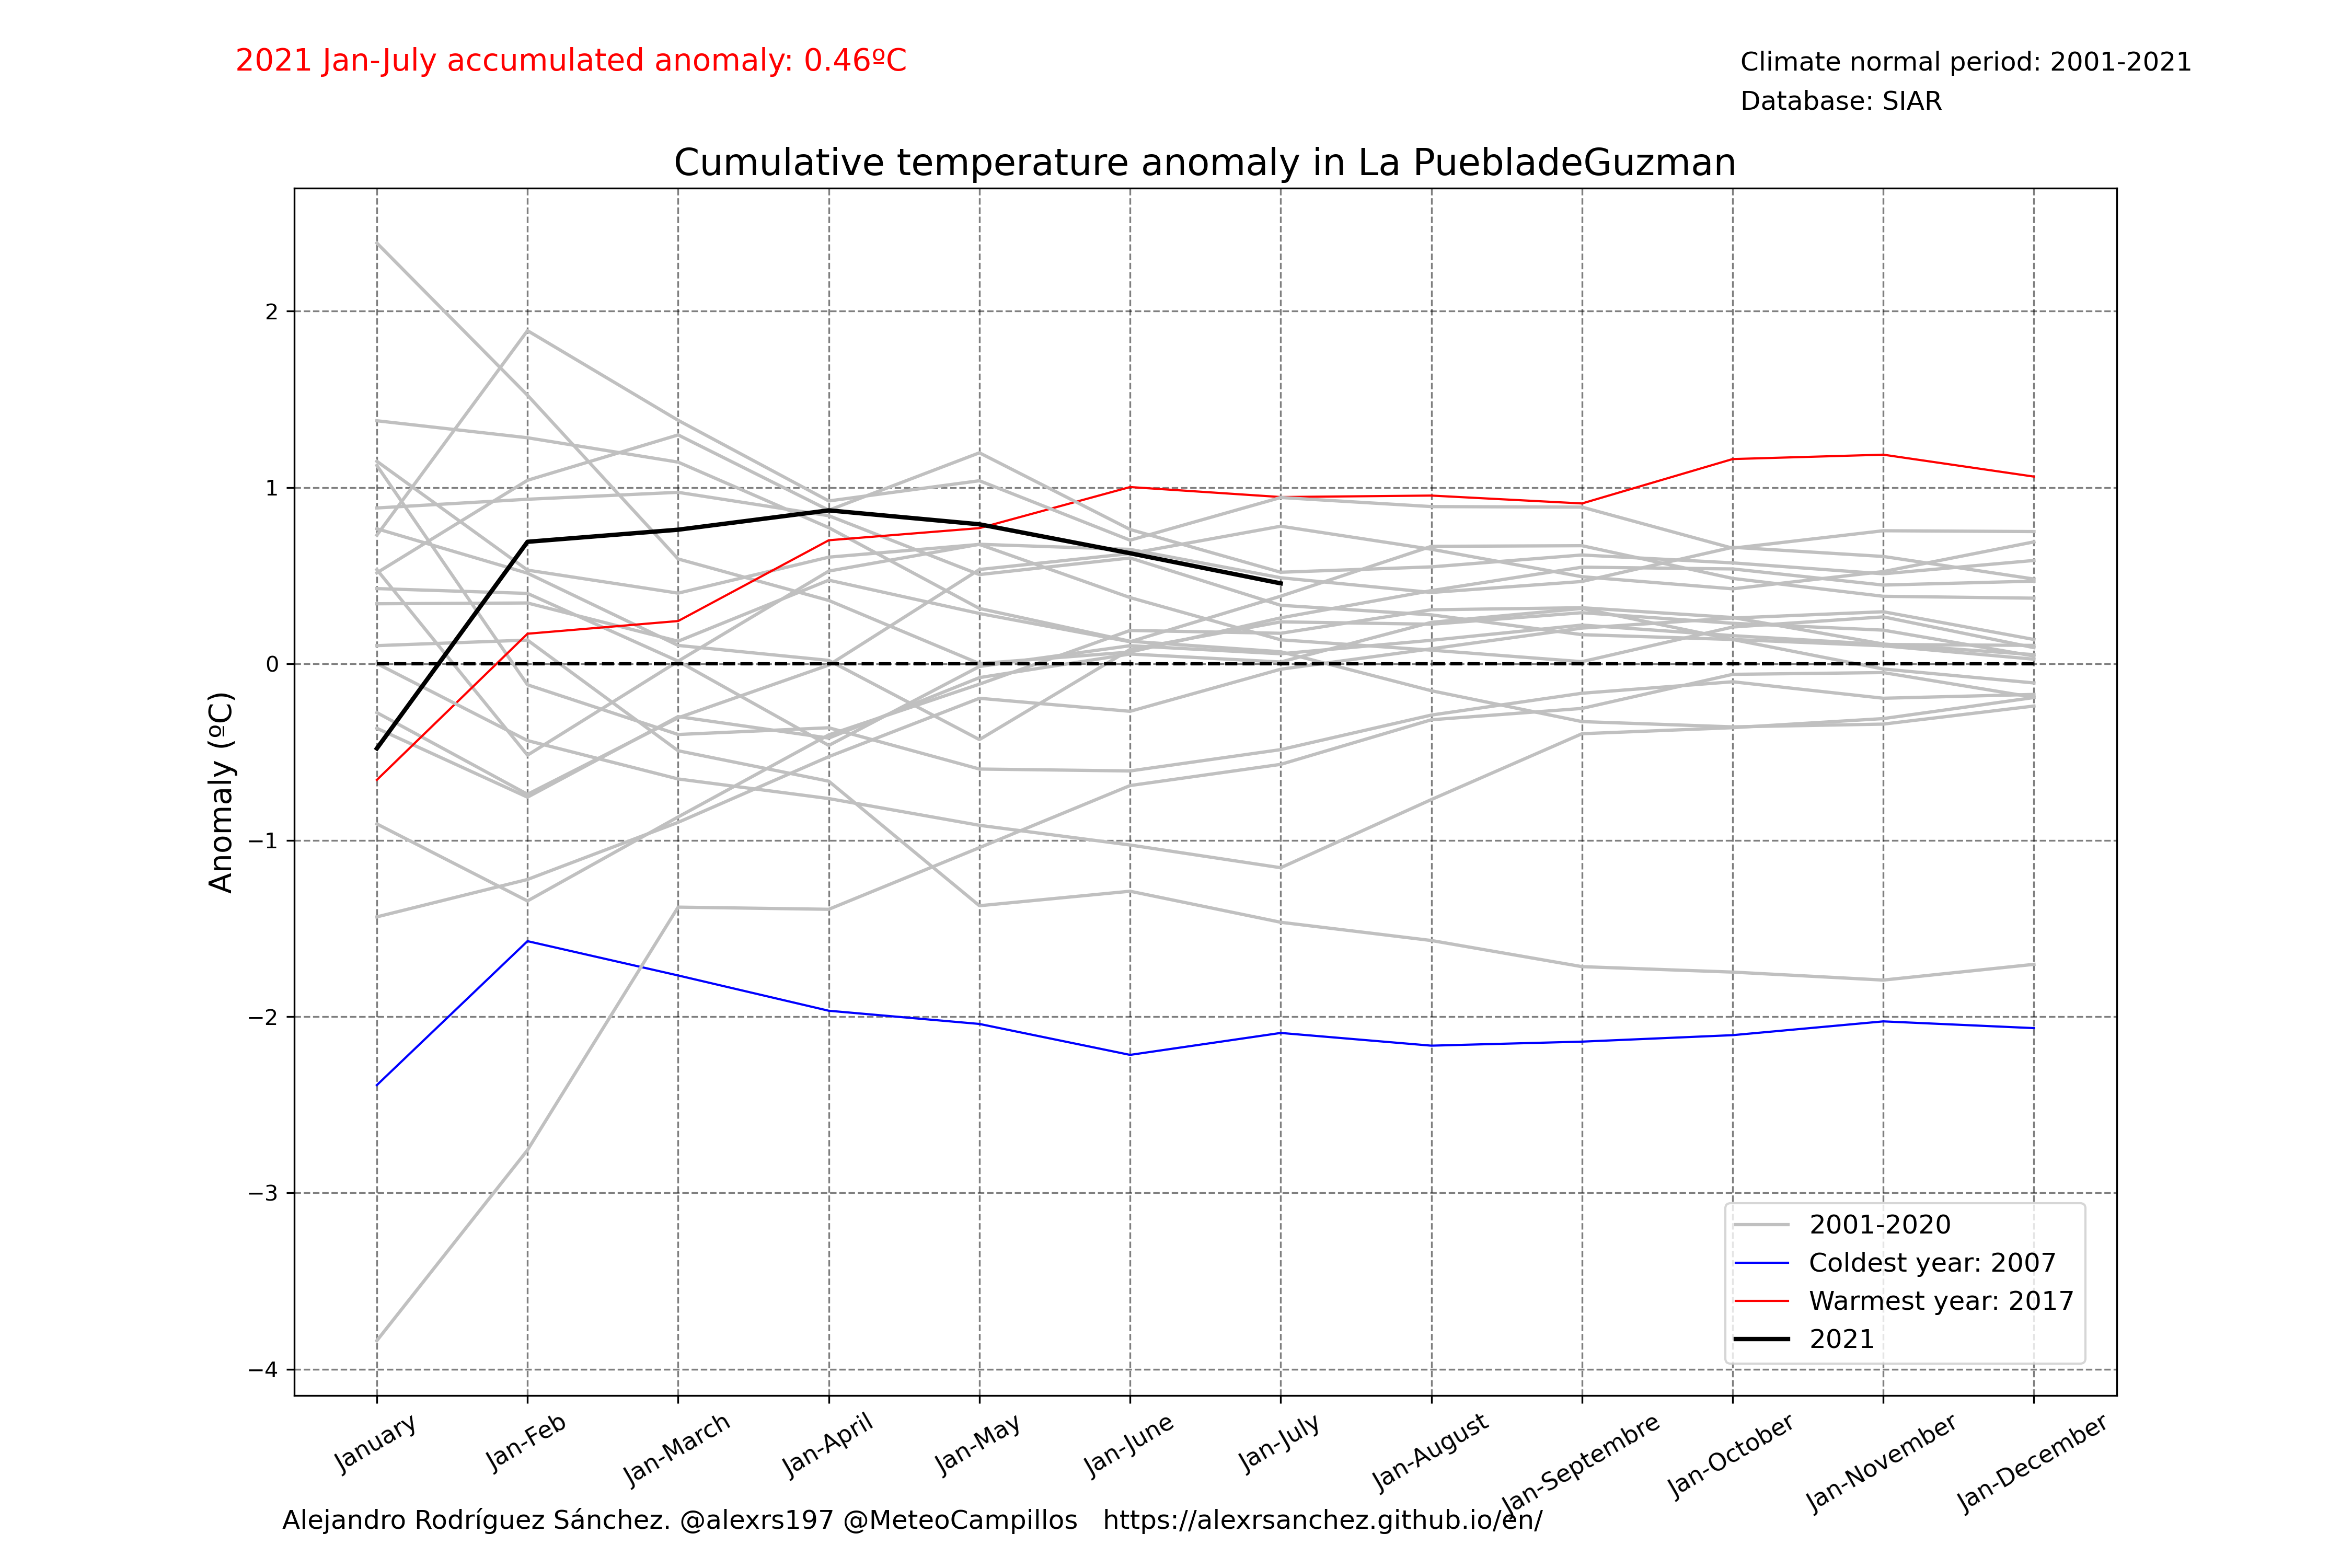 2021 Jan-July accumulated anomaly: 0.46ºC
Climate normal period: 2001-2021
Database: SIAR
Cumulative temperature anomaly in La PuebladeGuzman
Anomaly (ºC)
2
1
0
−1
−2
−3
−4
2001-2020
Coldest year: 2007
Warmest year: 2017
2021
January
Jan-Feb
Jan-March
Jan-April
Jan-May
Jan-June
Jan-July
Jan-August
Jan-Septembre
Jan-October
Jan-November
Jan-December
Alejandro Rodríguez Sánchez. @alexrs197 @MeteoCampillos https://alexrsanchez.github.io/en/